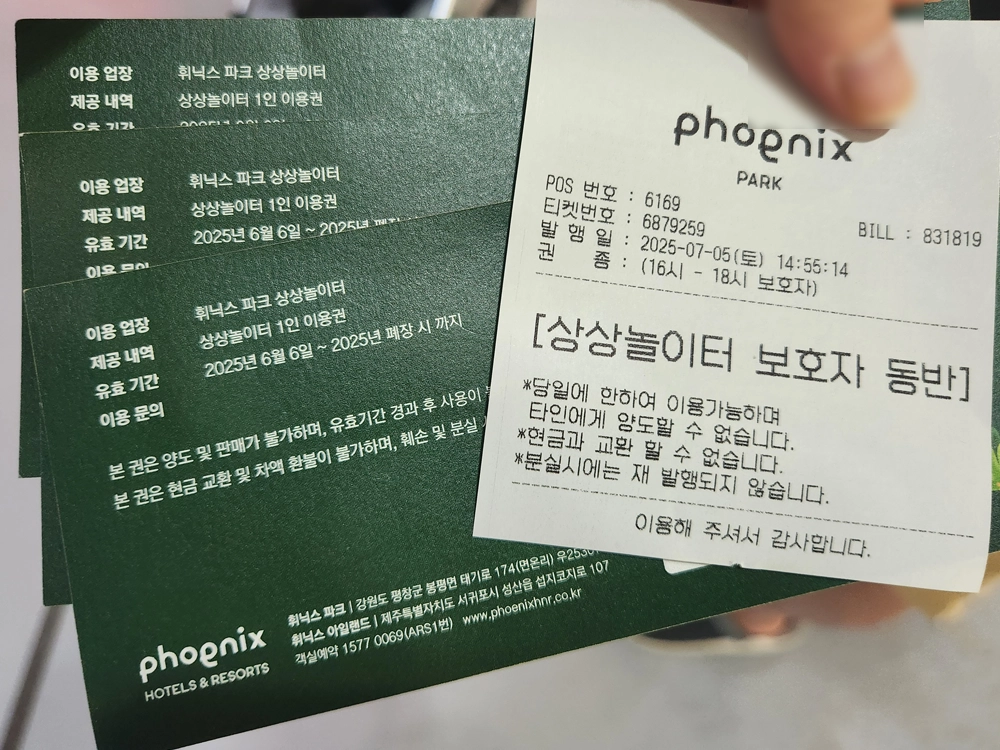 이용 업장 휘닉스 파크 상상놀이터
제공 내역 상상놀이터 1인 이용권
유효 기간
이용 업장 휘닉스 파크 상상놀이터
제공 내역 상상놀이터 1인 이용권
유효 기간 2025년 6월 6일 ~ 2025년 폐장
이용 문의
이용 업장 휘닉스 파크 상상놀이터
제공 내역 상상놀이터 1인 이용권
유효 기간 2025년 6월 6일 ~ 2025년 폐장 시 까지
이용 문의
본 권은 양도 및 판매가 불가하며, 유효기간 경과 후 사용이
본 권은 현금 교환 및 차액 환불이 불가하며, 훼손 및 분실
phoenix
HOTELS & RESORTS
휘닉스 파크 | 강원도 평창군 봉평면 태기로 174(면온리) 우2530
휘닉스 아일랜드 | 제주특별자치도 서귀포시 성산읍 섭지코지로 107
객실예약 1577 0069(ARS1번) www.phoenixhnr.co.kr
phoenix
PARK
POS 번호 : 6169
티켓번호 : 6879259 BILL : 831819
발 행 일 : 2025-07-05(토) 14:55:14
권 종 : (16시 - 18시 보호자)
[상상놀이터 보호자 동반]
*당일에 한하여 이용가능하며
타인에게 양도할 수 없습니다.
*현금과 교환 할 수 없습니다.
*분실시에는 재 발행되지 않습니다.
이용해 주셔서 감사합니다.